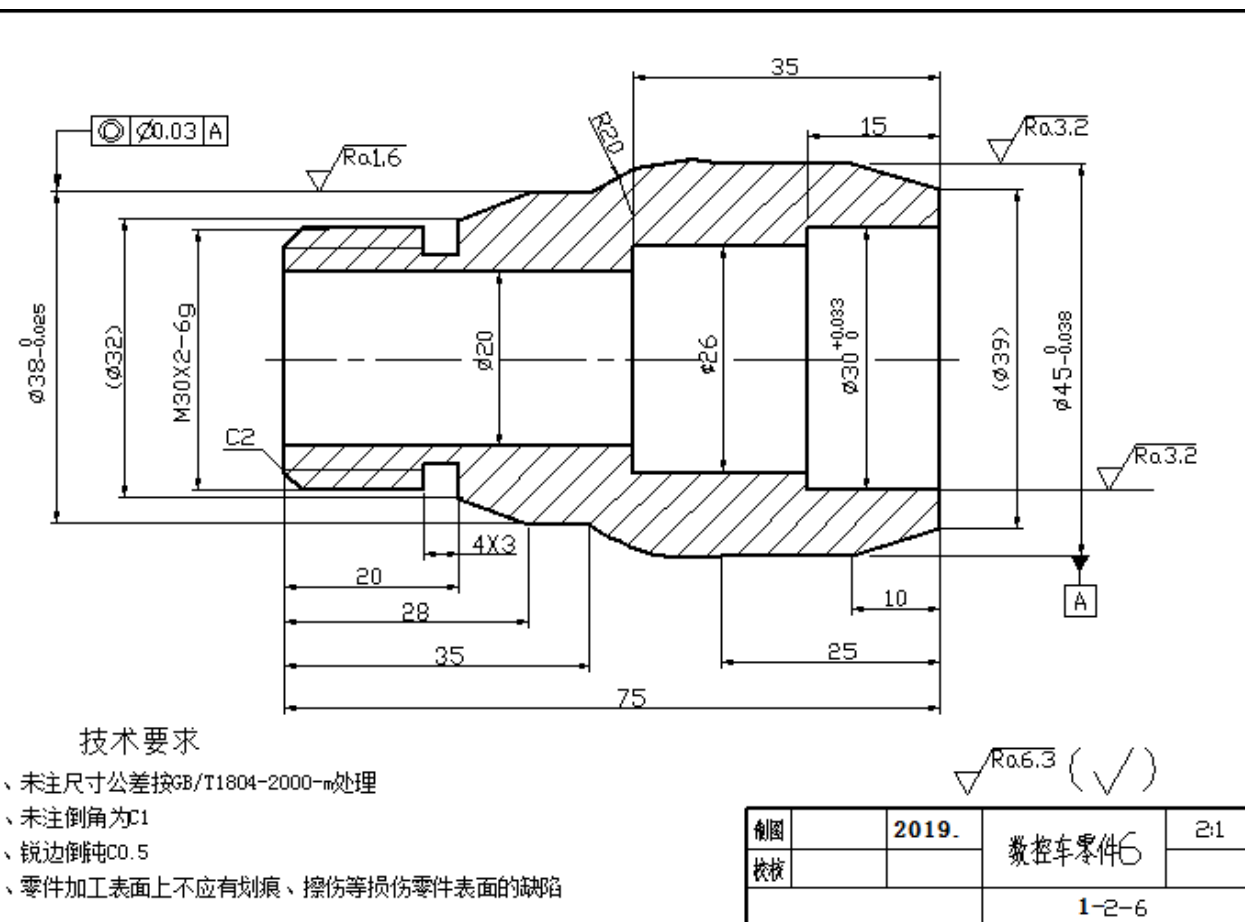 35
15
Ra3.2
R20
⌀0.03 A
Ra1.6
ø38 0 -0.025
(ø32)
M30X2-6g
ø20
ø26
ø30 +0.033 0
(ø39)
ø45 0 -0.038
C2
Ra3.2
4X3
20
28
35
75
10
25
A
技术要求
、未注尺寸公差按GB/T1804-2000-m处理
、未注倒角为C1
、锐边倒钝C0.5
、零件加工表面上不应有划痕、擦伤等损伤零件表面的缺陷
Ra6.3 (√)
制图 2019. 数控车零件6 2:1
校核
1-2-6